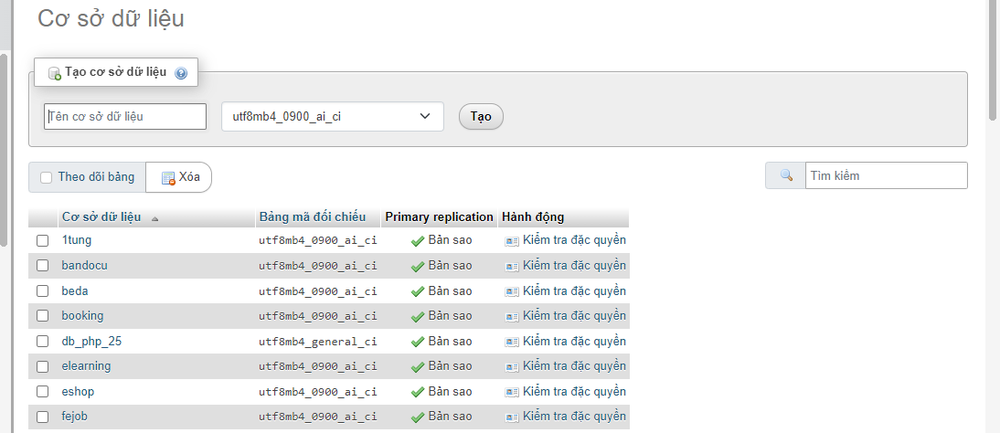 Cơ sở dữ liệu
Tạo cơ sở dữ liệu
Tên cơ sở dữ liệu utf8mb4_0900_ai_ci Tạo
Theo dõi bảng Xóa Tìm kiếm
Cơ sở dữ liệu Bảng mã đối chiếu Primary replication Hành động
1tung utf8mb4_0900_ai_ci Bản sao Kiểm tra đặc quyền
bandocu utf8mb4_0900_ai_ci Bản sao Kiểm tra đặc quyền
beda utf8mb4_0900_ai_ci Bản sao Kiểm tra đặc quyền
booking utf8mb4_0900_ai_ci Bản sao Kiểm tra đặc quyền
db_php_25 utf8mb4_general_ci Bản sao Kiểm tra đặc quyền
elearning utf8mb4_0900_ai_ci Bản sao Kiểm tra đặc quyền
eshop utf8mb4_0900_ai_ci Bản sao Kiểm tra đặc quyền
fejob utf8mb4_0900_ai_ci Bản sao Kiểm tra đặc quyền